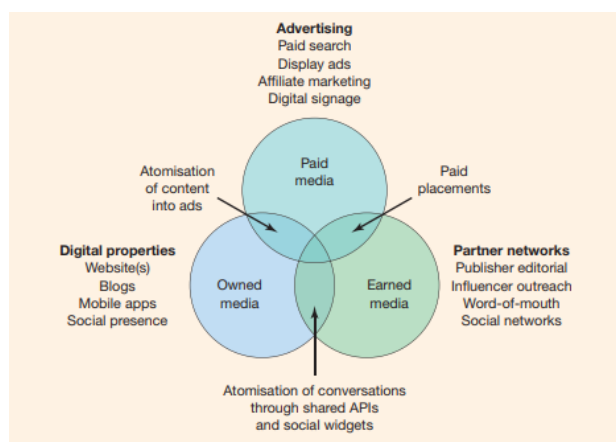 Advertising
Paid search
Display ads
Affiliate marketing
Digital signage
Atomisation
of content
into ads
Paid
media
Paid
placements
Digital properties
Website(s)
Blogs
Mobile apps
Social presence
Owned
media
Earned
media
Partner networks
Publisher editorial
Influencer outreach
Word-of-mouth
Social networks
Atomisation of conversations
through shared APIs
and social widgets